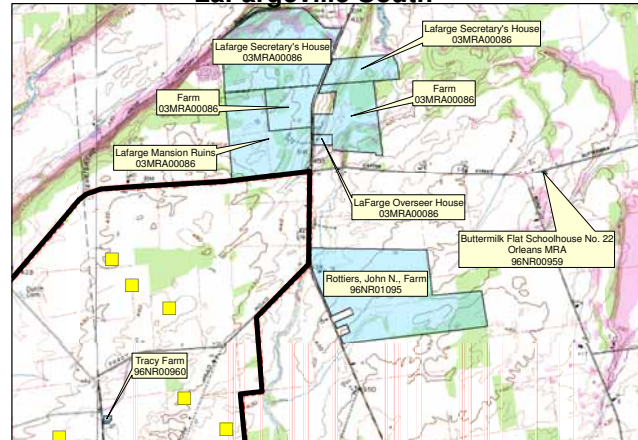 LaFargeville South
Lafarge Secretary's House
03MRA00086
Lafarge Secretary's House
03MRA00086
Farm
03MRA00086
Farm
03MRA00086
Lafarge Mansion Ruins
03MRA00086
LaFarge Overseer House
03MRA00086
Buttermilk Flat Schoolhouse No. 22
Orleans MRA
96NR00959
Rottiers, John N., Farm
96NR01095
Tracy Farm
96NR00960